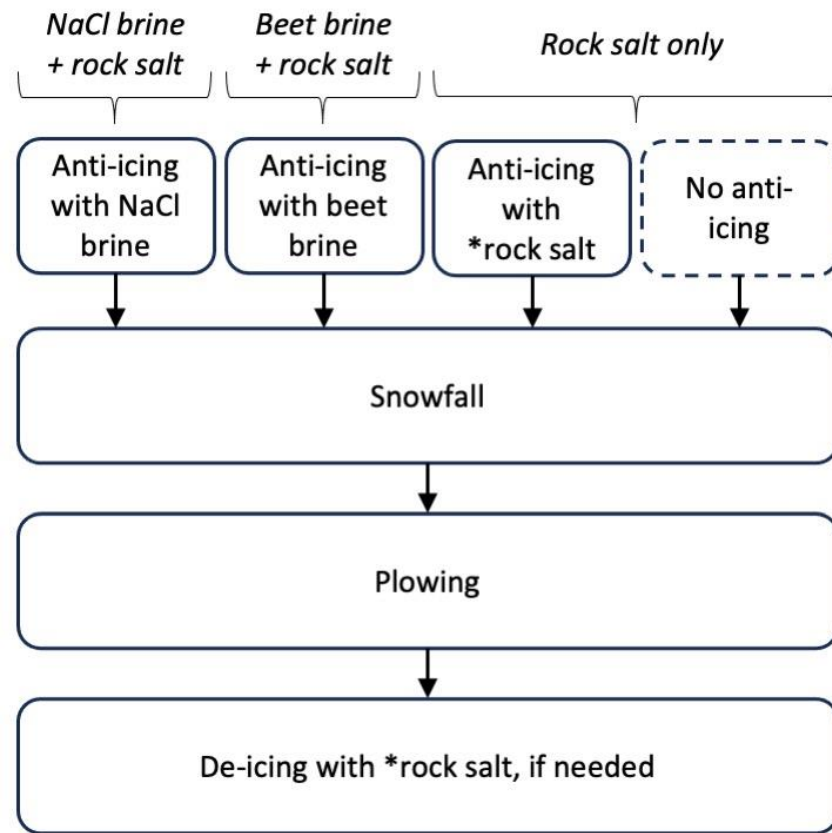 NaCl brine
+ rock salt
Beet brine
+ rock salt
Rock salt only
Anti-icing
with NaCl
brine
Anti-icing
with beet
brine
Anti-icing
with
*rock salt
No anti-
icing
Snowfall
Plowing
De-icing with *rock salt, if needed